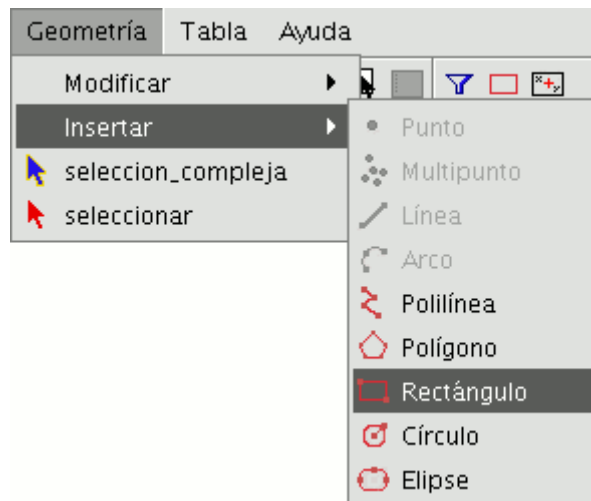 Geometría Tabla Ayuda
Modificar
Insertar
seleccion_compleja
seleccionar
Punto
Multipunto
Línea
Arco
Polilínea
Polígono
Rectángulo
Círculo
Elipse